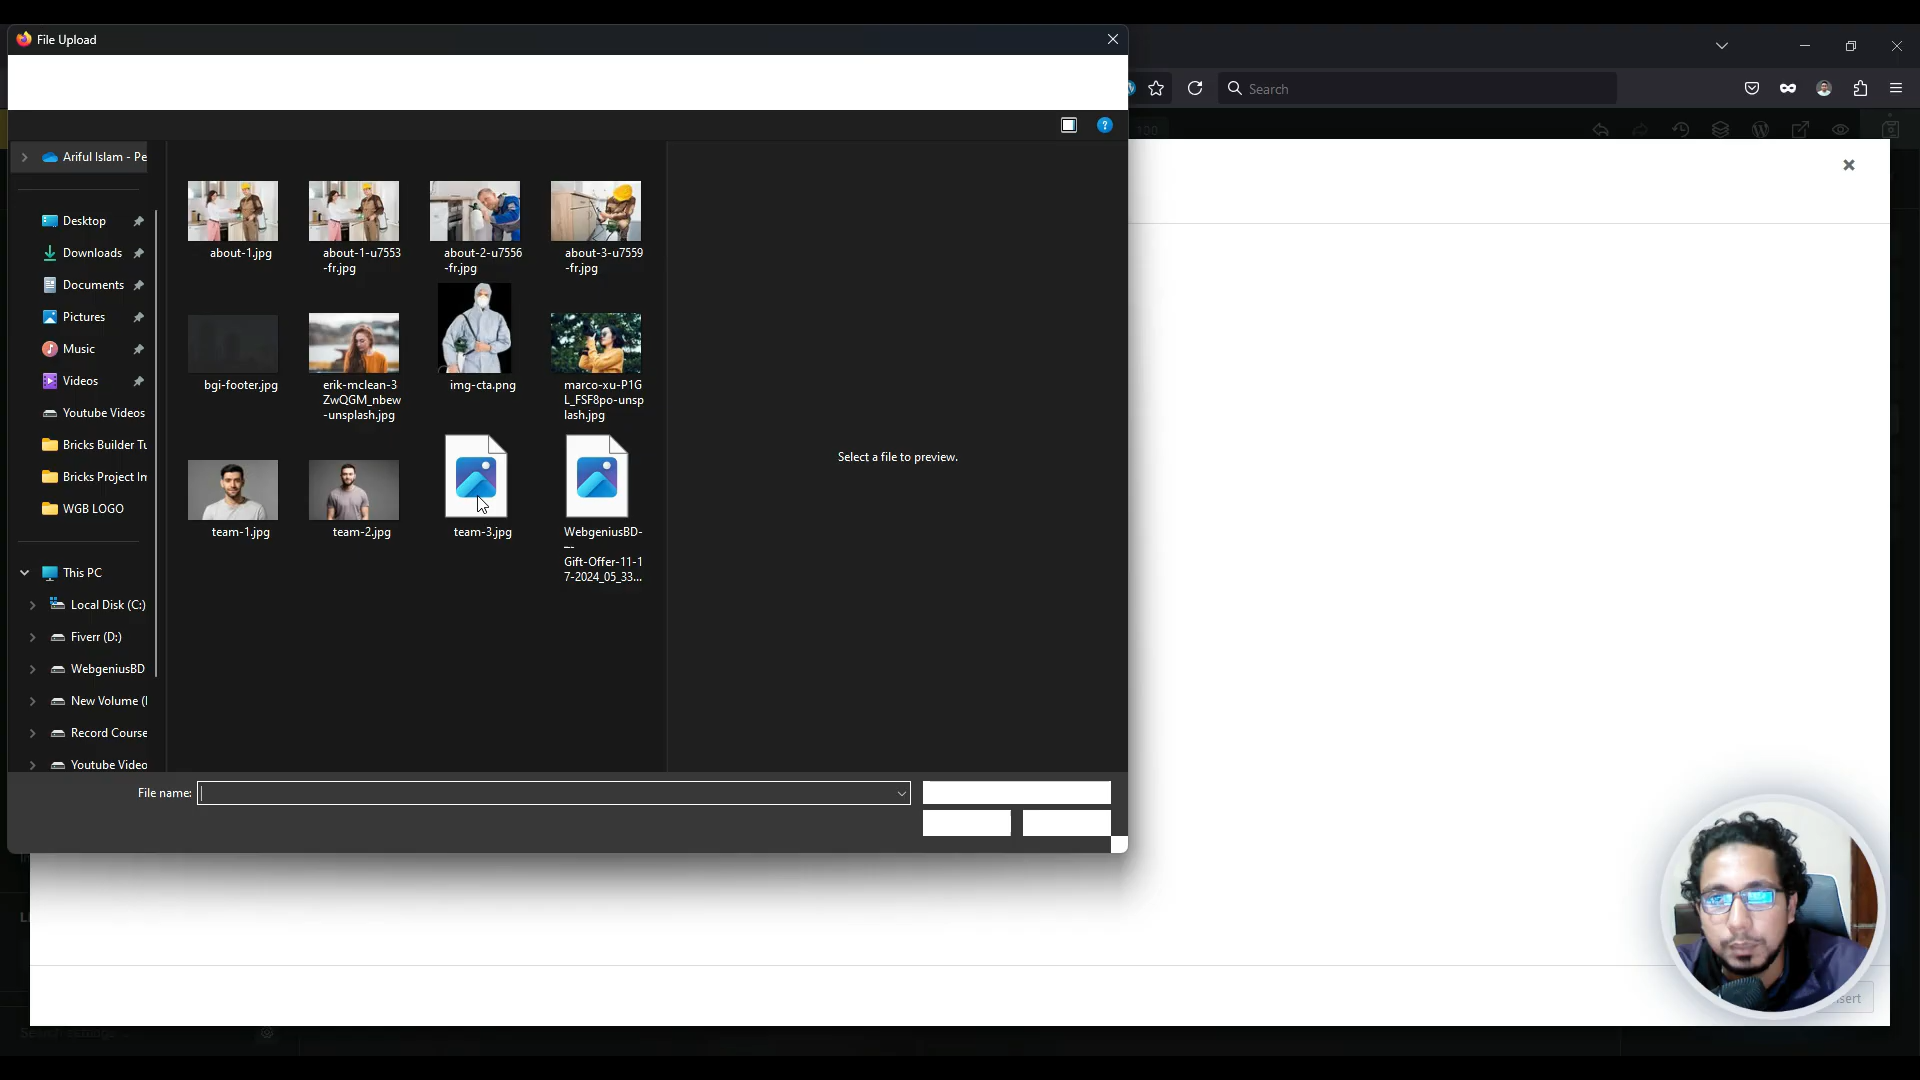 File Upload
Search
100
Ariful Islam - Pe
Desktop
Downloads
Documents
Pictures
Music
Videos
Youtube Videos
Bricks Builder Tu
Bricks Project Im
WGB LOGO
This PC
Local Disk (C:)
Fiverr (D:)
WebgeniusBD
New Volume (
Record Course
Youtube Video
about-1.jpg
about-1-u7553
-fr.jpg
about-2-u7556
-fr.jpg
about-3-u7559
-fr.jpg
bgi-footer.jpg
erik-mclean-3
ZwQGM_nbew
-unsplash.jpg
img-cta.png
marco-xu-P1G
L_FSF8po-unsp
lash.jpg
team-1.jpg
team-2.jpg
team-3.jpg
WebgeniusBD-
—-
Gift-Offer-11-1
7-2024_05_33...
Select a file to preview.
File name:
sert